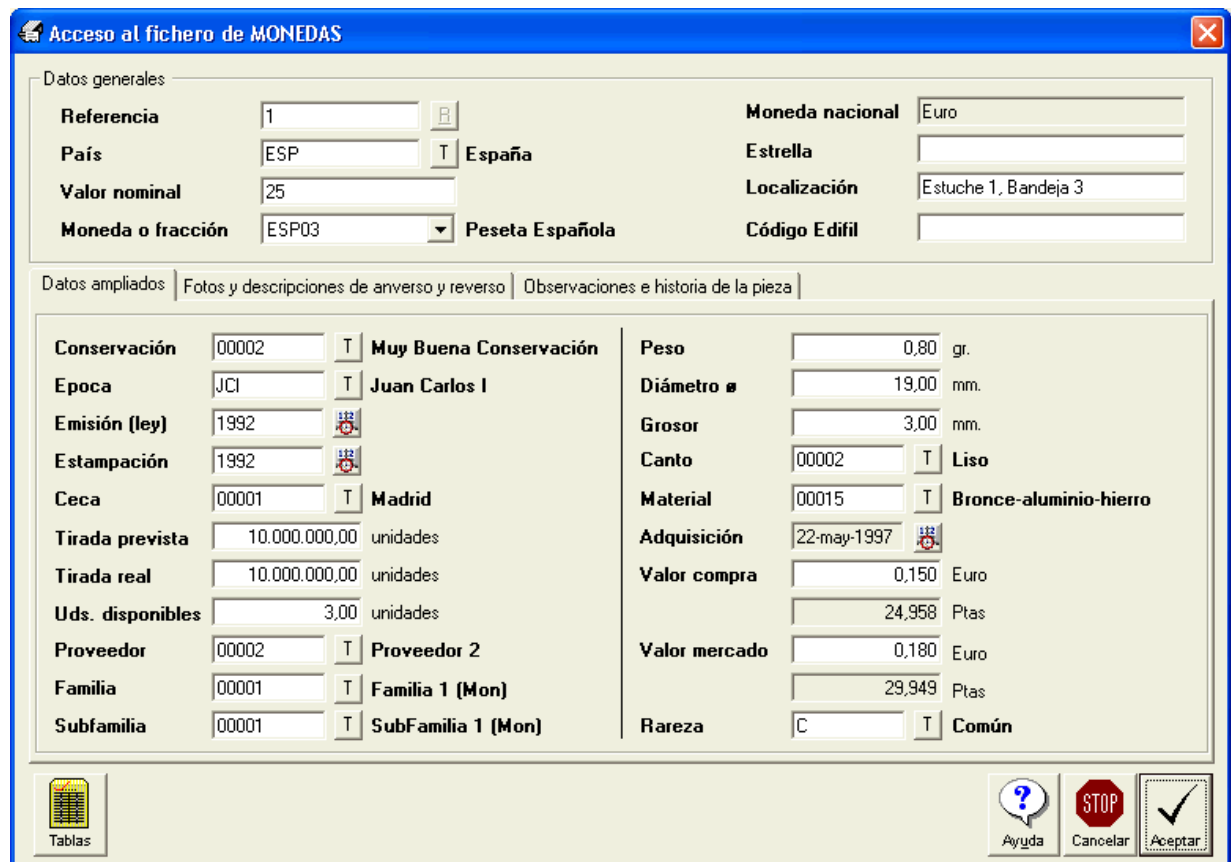 Acceso al fichero de MONEDAS
Datos generales
Referencia 1 R Moneda nacional Euro
País ESP T España Estrella
Valor nominal 25 Localización Estuche 1, Bandeja 3
Moneda o fracción ESP03 Peseta Española Código Edifil
Datos ampliados Fotos y descripciones de anverso y reverso Observaciones e historia de la pieza
Conservación 00002 T Muy Buena Conservación
Epoca JCI T Juan Carlos I
Emisión (ley) 1992
Estampación 1992
Ceca 00001 T Madrid
Tirada prevista 10.000.000,00 unidades
Tirada real 10.000.000,00 unidades
Uds. disponibles 3,00 unidades
Proveedor 00002 T Proveedor 2
Familia 00001 T Familia 1 (Mon)
Subfamilia 00001 T SubFamilia 1 (Mon)
Peso 0,80 gr.
Diámetro ø 19,00 mm.
Grosor 3,00 mm.
Canto 00002 T Liso
Material 00015 T Bronce-aluminio-hierro
Adquisición 22-may-1997
Valor compra 0,150 Euro
24,958 Ptas
Valor mercado 0,180 Euro
29,949 Ptas
Rareza C T Común
Tablas
? Ayuda
STOP Cancelar
Aceptar